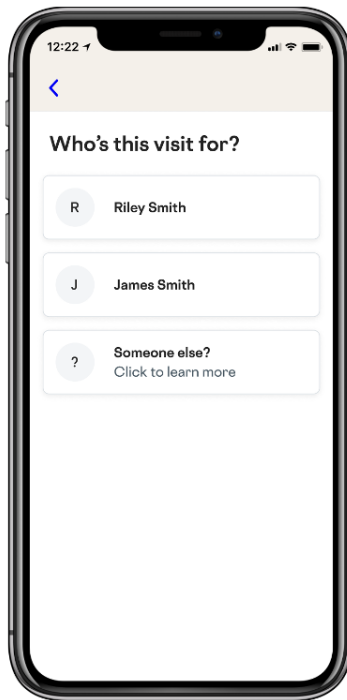 12:22
Who's this visit for?
R
Riley Smith
J
James Smith
?
Someone else?
Click to learn more